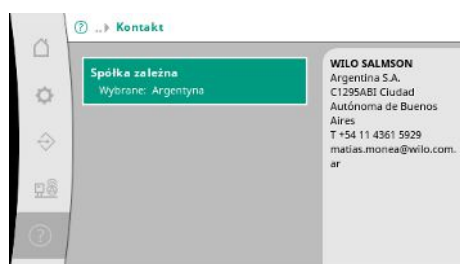 ..▸ Kontakt
Spółka zależna
Wybrane: Argentyna
WILO SALMSON
Argentina S.A.
C1295ABI Ciudad
Autónoma de Buenos
Aires
T +54 11 4361 5929
matias.monea@wilo.com.
ar